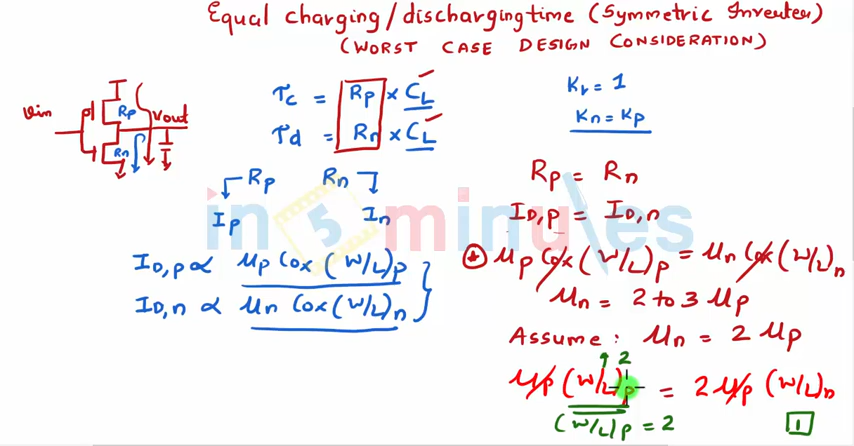 Equal charging/discharging time (Symmetric Inverter)
(WORST CASE DESIGN CONSIDERATION)
Vin
Rp
Vout
Rn
τc = Rp × CL
τd = Rn × CL
Kr = 1
Kn = Kp
Rp Rn
Ip In
Rp = Rn
ID,p = ID,n
in 5 minutes
ID,p ∝ μp Cox (W/L)p
ID,n ∝ μn Cox (W/L)n
μp Cox (W/L)p = μn Cox (W/L)n
μn = 2 to 3 μp
Assume: μn = 2 μp
2
μp (W/L)p = 2 μp (W/L)n
(W/L)p = 2
1